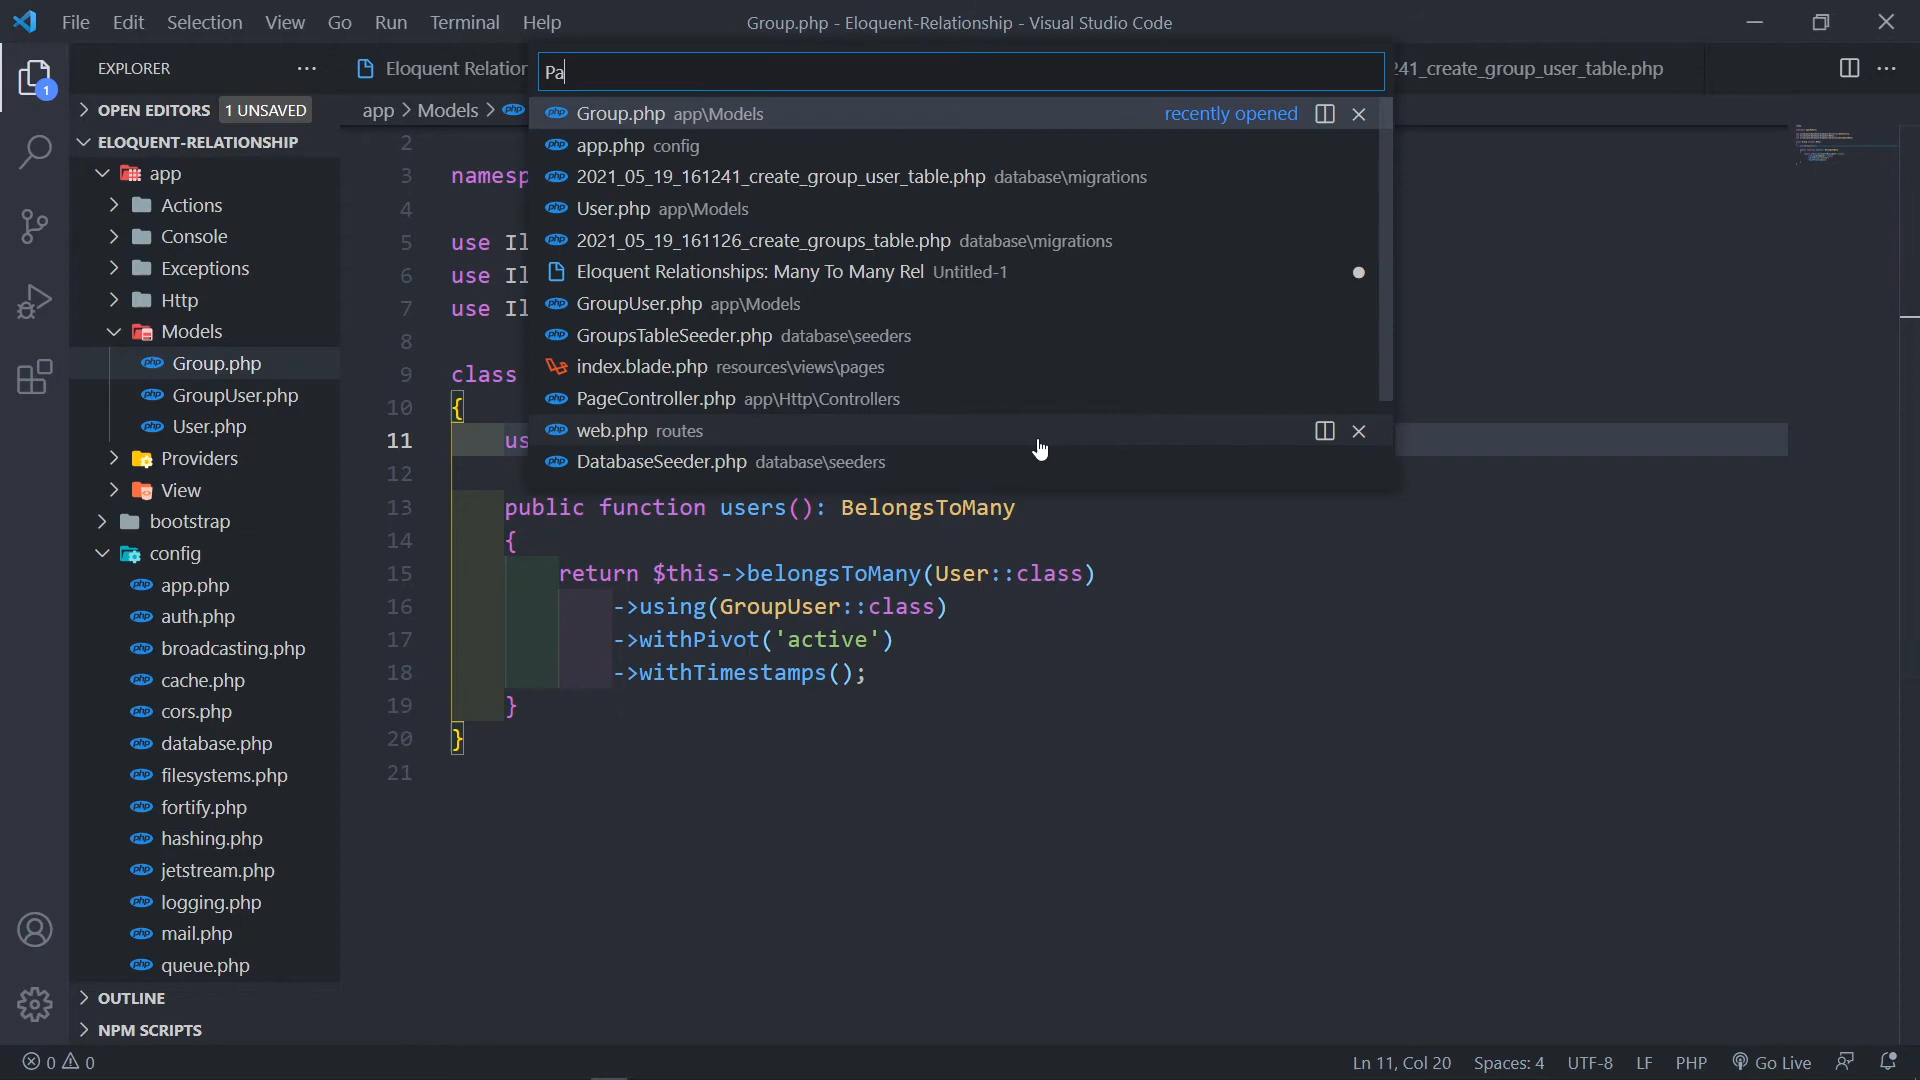 File Edit Selection View Go Run Terminal Help
Group.php - Eloquent-Relationship - Visual Studio Code
EXPLORER
Eloquent Relation
Pa
241_create_group_user_table.php
OPEN EDITORS 1 UNSAVED
app > Models >
ELOQUENT-RELATIONSHIP
app
Actions
Console
Exceptions
Http
Models
Group.php
GroupUser.php
User.php
Providers
View
bootstrap
config
app.php
auth.php
broadcasting.php
cache.php
cors.php
database.php
filesystems.php
fortify.php
hashing.php
jetstream.php
logging.php
mail.php
queue.php
OUTLINE
NPM SCRIPTS
1
Group.php app\Models recently opened
app.php config
2021_05_19_161241_create_group_user_table.php database\migrations
User.php app\Models
2021_05_19_161126_create_groups_table.php database\migrations
Eloquent Relationships: Many To Many Rel Untitled-1
GroupUser.php app\Models
GroupsTableSeeder.php database\seeders
index.blade.php resources\views\pages
PageController.php app\Http\Controllers
web.php routes
DatabaseSeeder.php database\seeders
2
3 namesp
4
5 use Il
6 use Il
7 use Il
8
9 class
10 {
11 us
12
13 public function users(): BelongsToMany
14 {
15 return $this->belongsToMany(User::class)
16 ->using(GroupUser::class)
17 ->withPivot('active')
18 ->withTimestamps();
19 }
20 }
21
0 0
Ln 11, Col 20 Spaces: 4 UTF-8 LF PHP Go Live